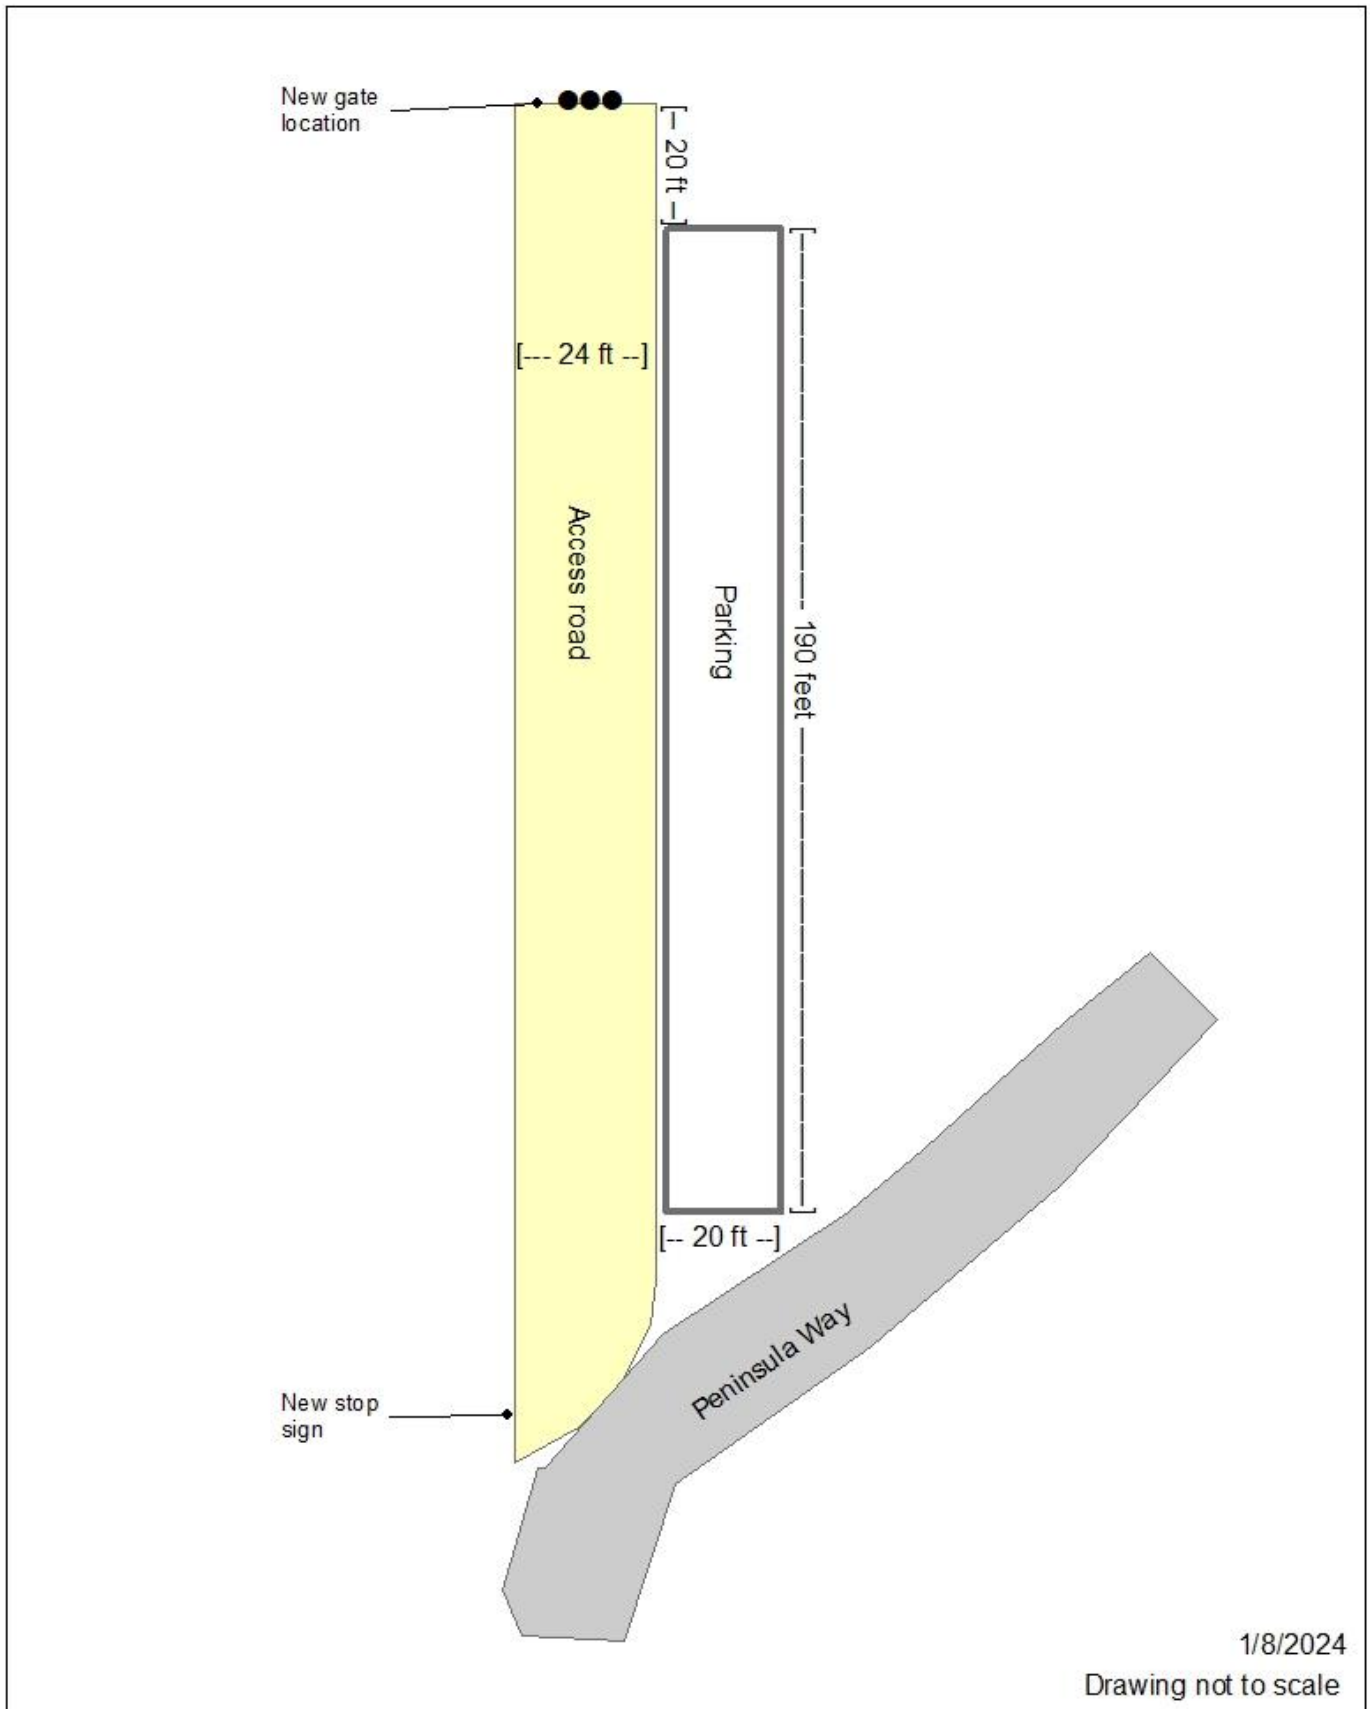 New gate
location
[-- 20 ft --]
[--- 24 ft --]
Access road
Parking
[---------------------- 190 feet ----------------------------]
[-- 20 ft --]
Peninsula Way
New stop
sign
1/8/2024
Drawing not to scale